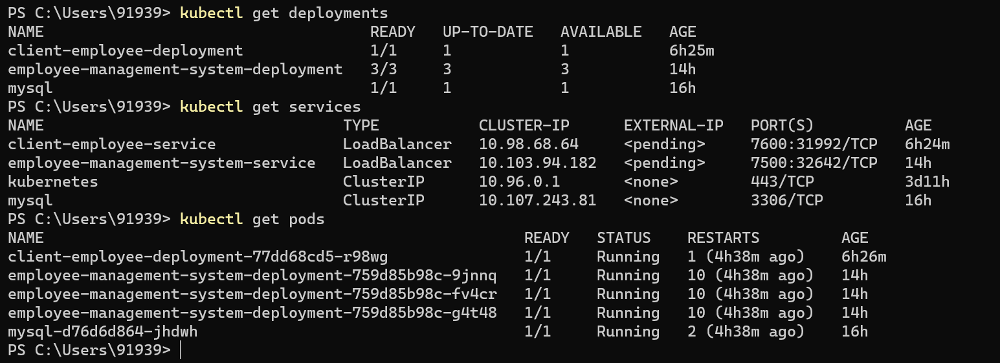 PS C:\Users\91939> kubectl get deployments
NAME                                    READY   UP-TO-DATE   AVAILABLE   AGE
client-employee-deployment              1/1     1            1           6h25m
employee-management-system-deployment   3/3     3            3           14h
mysql                                   1/1     1            1           16h
PS C:\Users\91939> kubectl get services
NAME                                 TYPE           CLUSTER-IP      EXTERNAL-IP   PORT(S)          AGE
client-employee-service              LoadBalancer   10.98.68.64     <pending>     7600:31992/TCP   6h24m
employee-management-system-service   LoadBalancer   10.103.94.182   <pending>     7500:32642/TCP   14h
kubernetes                           ClusterIP      10.96.0.1       <none>        443/TCP          3d11h
mysql                                ClusterIP      10.107.243.81   <none>        3306/TCP         16h
PS C:\Users\91939> kubectl get pods
NAME                                                     READY   STATUS    RESTARTS         AGE
client-employee-deployment-77dd68cd5-r98wg               1/1     Running   1 (4h38m ago)    6h26m
employee-management-system-deployment-759d85b98c-9jnnq   1/1     Running   10 (4h38m ago)   14h
employee-management-system-deployment-759d85b98c-fv4cr   1/1     Running   10 (4h38m ago)   14h
employee-management-system-deployment-759d85b98c-g4t48   1/1     Running   10 (4h38m ago)   14h
mysql-d76d6d864-jhdwh                                    1/1     Running   2 (4h38m ago)    16h
PS C:\Users\91939>